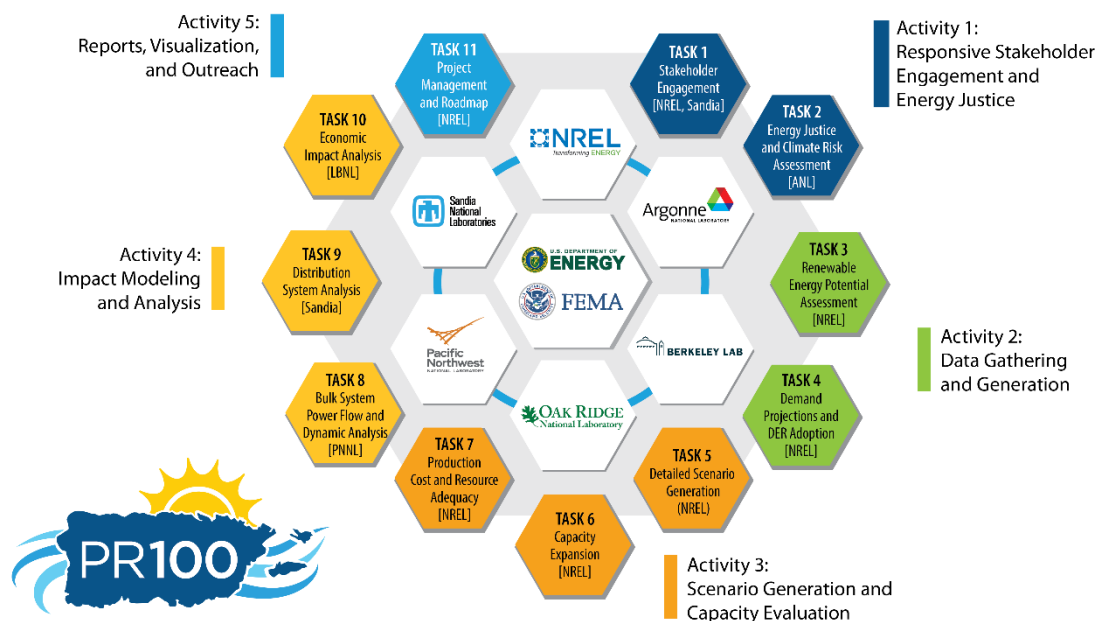 Activity 5:
Reports, Visualization,
and Outreach
Activity 1:
Responsive Stakeholder
Engagement and
Energy Justice
TASK 11
Project
Management
and Roadmap
[NREL]
TASK 1
Stakeholder
Engagement
[NREL, Sandia]
TASK 10
Economic
Impact Analysis
[LBNL]
NREL
Transforming ENERGY
TASK 2
Energy Justice
and Climate Risk
Assessment
[ANL]
Sandia
National
Laboratories
Argonne
NATIONAL LABORATORY
Activity 4:
Impact Modeling
and Analysis
TASK 9
Distribution
System Analysis
[Sandia]
U.S. DEPARTMENT OF
ENERGY
FEMA
TASK 3
Renewable
Energy Potential
Assessment
[NREL]
Pacific
Northwest
NATIONAL LABORATORY
BERKELEY LAB
Activity 2:
Data Gathering
and Generation
TASK 8
Bulk System
Power Flow and
Dynamic Analysis
[PNNL]
OAK RIDGE
National Laboratory
TASK 4
Demand
Projections and
DER Adoption
[NREL]
TASK 7
Production
Cost and Resource
Adequacy
[NREL]
TASK 5
Detailed Scenario
Generation
(NREL)
TASK 6
Capacity
Expansion
[NREL]
PR100
Activity 3:
Scenario Generation and
Capacity Evaluation